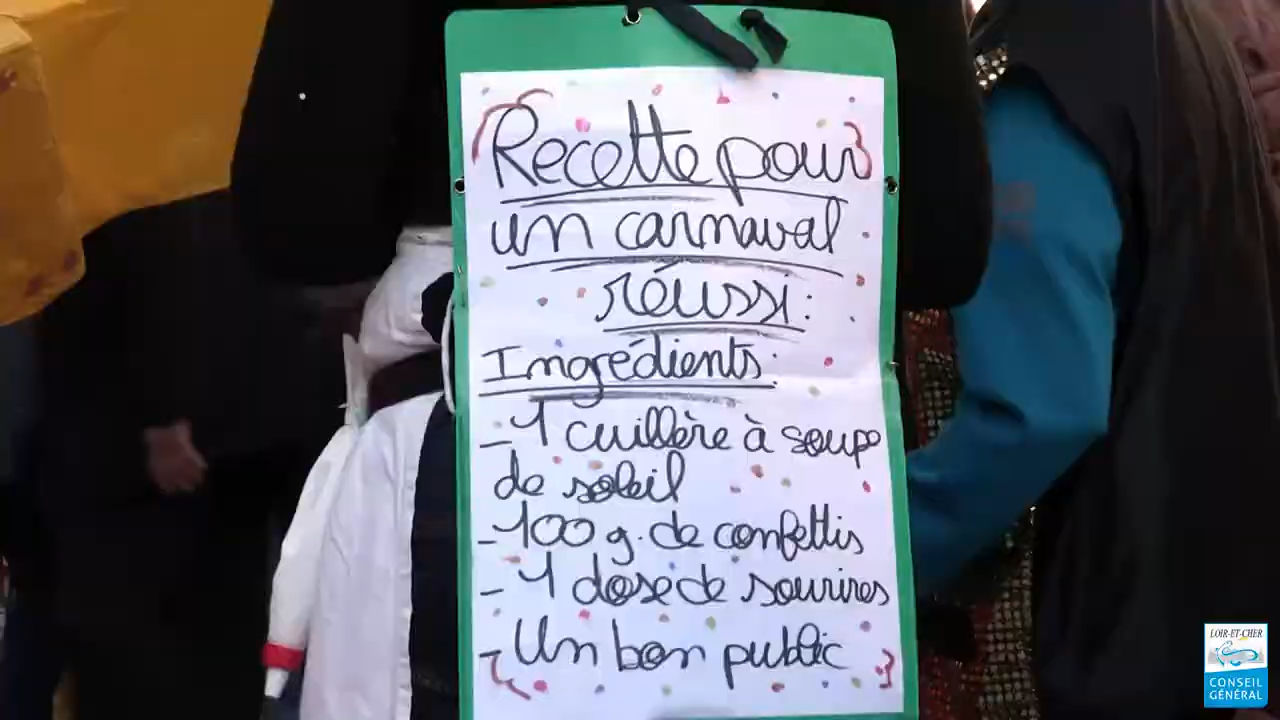 Recette pour
un carnaval
réussi:
Ingrédients:
- 1 cuillère à soupe
de soleil
- 100 g. de confettis
- 1 dose de sourires
- Un bon public
LOIR-ET-CHER
CONSEIL
GÉNÉRAL